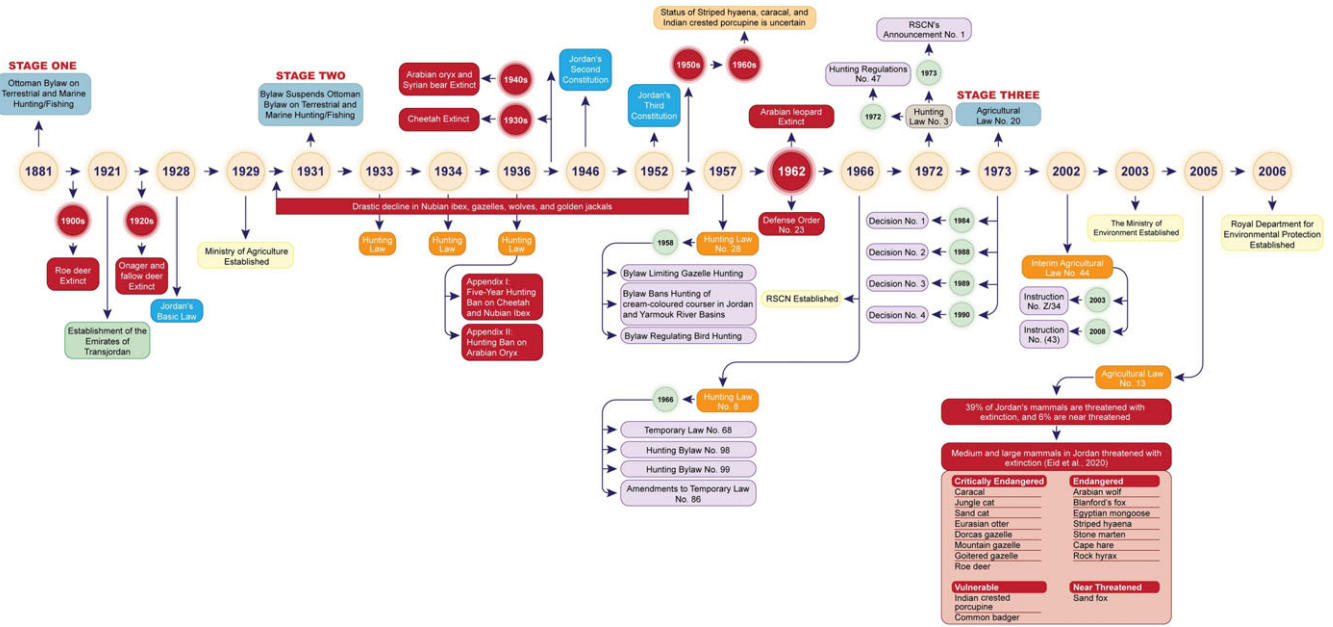 Status of Striped hyaena, caracal, and
Indian crested porcupine is uncertain
RSCN's
Announcement No. 1
STAGE ONE
Ottoman Bylaw on
Terrestrial and Marine
Hunting/Fishing
STAGE TWO
Bylaw Suspends Ottoman
Bylaw on Terrestrial and
Marine Hunting/Fishing
Arabian oryx and
Syrian bear Extinct
1940s
Cheetah Extinct
1930s
Jordan's
Second
Constitution
1950s
1960s
Jordan's
Third
Constitution
Arabian leopard
Extinct
Hunting Regulations
No. 47
1973
1972
Hunting
Law No. 3
STAGE THREE
Agricultural
Law No. 20
1881
1921
1928
1929
1931
1933
1934
1936
1946
1952
1957
1962
1966
1972
1973
2002
2003
2005
2006
Drastic decline in Nubian ibex, gazelles, wolves, and golden jackals
1900s
Roe deer
Extinct
1920s
Onager and
fallow deer Extinct
Establishment of the
Emirates of
Transjordan
Jordan's
Basic Law
Ministry of Agriculture
Established
Hunting
Law
Hunting
Law
Hunting
Law
Appendix I:
Five-Year Hunting
Ban on Cheetah
and Nubian Ibex
Appendix II:
Hunting Ban on
Arabian Oryx
1958
Hunting Law
No. 28
Bylaw Limiting Gazelle Hunting
Bylaw Bans Hunting of
cream-coloured courser in Jordan
and Yarmouk River Basins
Bylaw Regulating Bird Hunting
Defense Order
No. 23
RSCN Established
1966
Hunting Law
No. 6
Temporary Law No. 68
Hunting Bylaw No. 98
Hunting Bylaw No. 99
Amendments to Temporary Law
No. 86
Decision No. 1
1984
Decision No. 2
1988
Decision No. 3
1989
Decision No. 4
1990
Interim Agricultural
Law No. 44
Instruction
No. Z/34
2003
Instruction
No. (43)
2008
The Ministry of
Environment Established
Royal Department for
Environmental Protection
Established
Agricultural Law
No. 13
39% of Jordan's mammals are threatened with
extinction, and 6% are near threatened
Medium and large mammals in Jordan threatened with
extinction (Eid et al., 2020)
Critically Endangered
Caracal
Jungle cat
Sand cat
Eurasian otter
Dorcas gazelle
Mountain gazelle
Goitered gazelle
Roe deer
Endangered
Arabian wolf
Blanford's fox
Egyptian mongoose
Striped hyaena
Stone marten
Cape hare
Rock hyrax
Vulnerable
Indian crested
porcupine
Common badger
Near Threatened
Sand fox